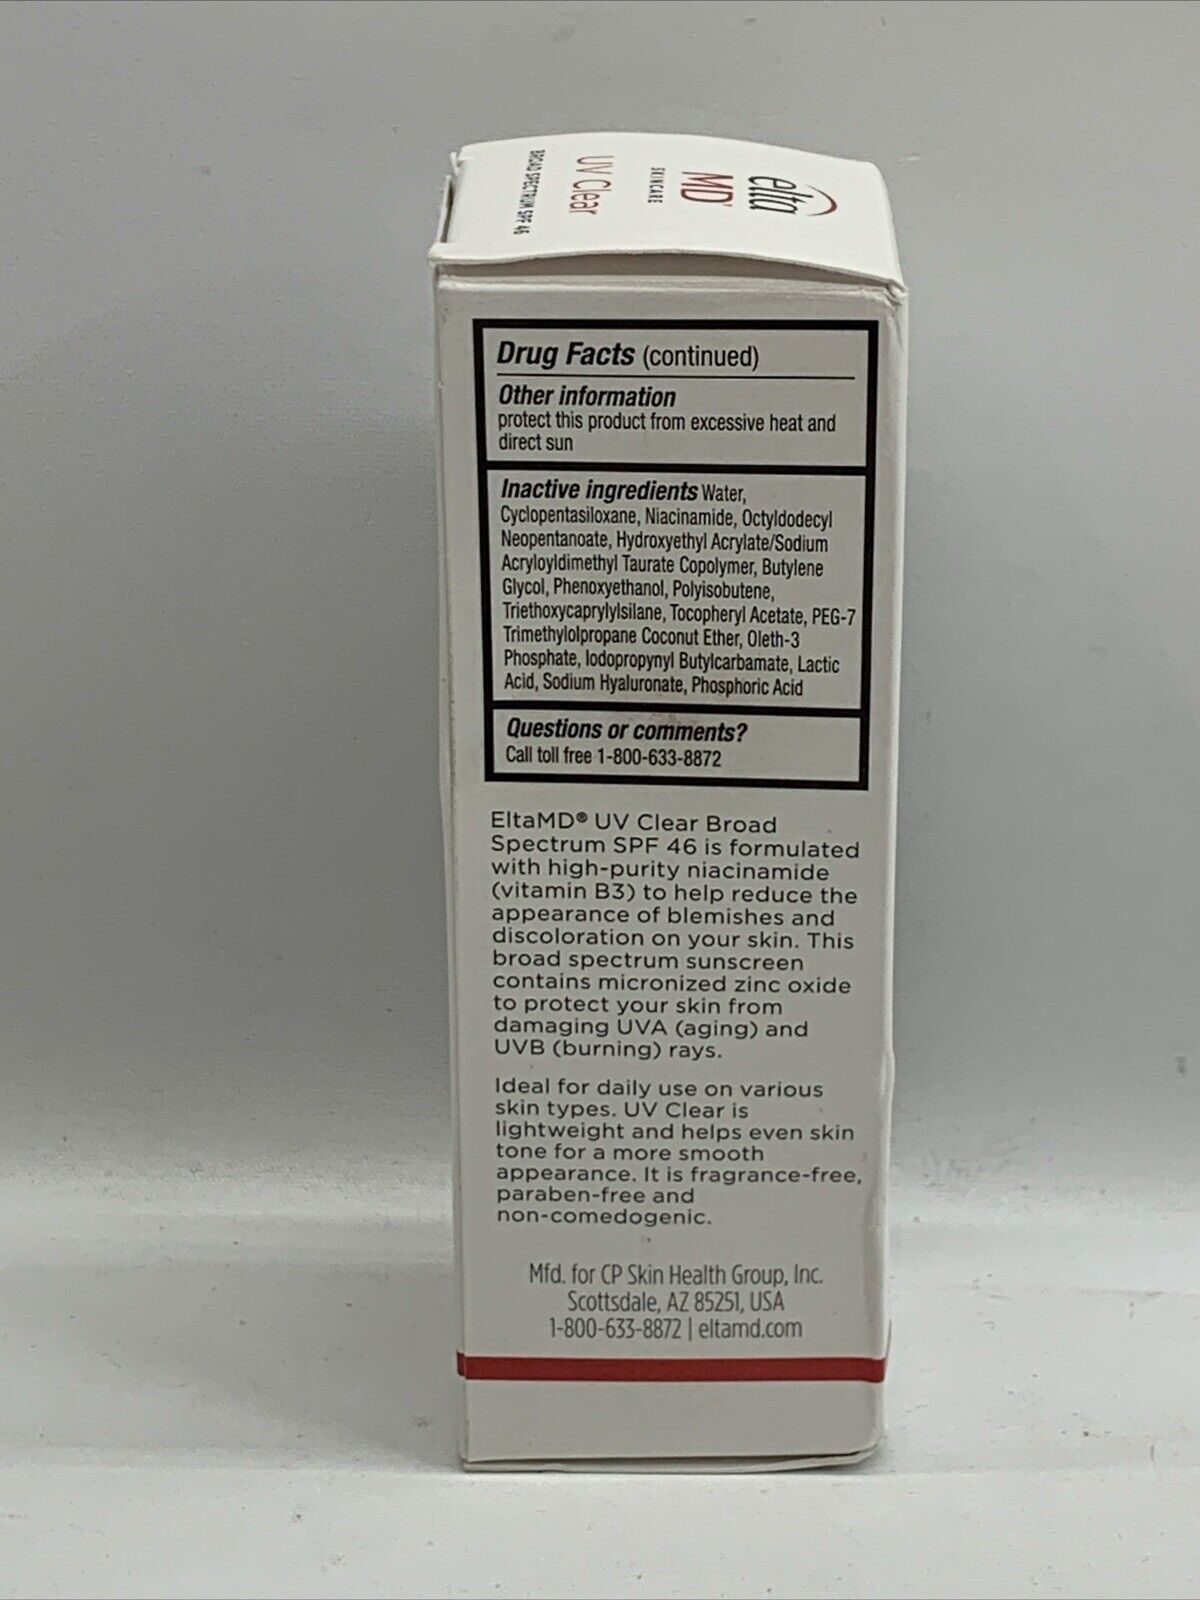 elta
MD
SKINCARE
UV Clear
BROAD SPECTRUM SPF 46
Drug Facts (continued)
Other information
protect this product from excessive heat and
direct sun
Inactive ingredients Water,
Cyclopentasiloxane, Niacinamide, Octyldodecyl
Neopentanoate, Hydroxyethyl Acrylate/Sodium
Acryloyldimethyl Taurate Copolymer, Butylene
Glycol, Phenoxyethanol, Polyisobutene,
Triethoxycaprylylsilane, Tocopheryl Acetate, PEG-7
Trimethylolpropane Coconut Ether, Oleth-3
Phosphate, Iodopropynyl Butylcarbamate, Lactic
Acid, Sodium Hyaluronate, Phosphoric Acid
Questions or comments?
Call toll free 1-800-633-8872
EltaMD® UV Clear Broad
Spectrum SPF 46 is formulated
with high-purity niacinamide
(vitamin B3) to help reduce the
appearance of blemishes and
discoloration on your skin. This
broad spectrum sunscreen
contains micronized zinc oxide
to protect your skin from
damaging UVA (aging) and
UVB (burning) rays.
Ideal for daily use on various
skin types. UV Clear is
lightweight and helps even skin
tone for a more smooth
appearance. It is fragrance-free,
paraben-free and
non-comedogenic.
Mfd. for CP Skin Health Group, Inc.
Scottsdale, AZ 85251, USA
1-800-633-8872 | eltamd.com